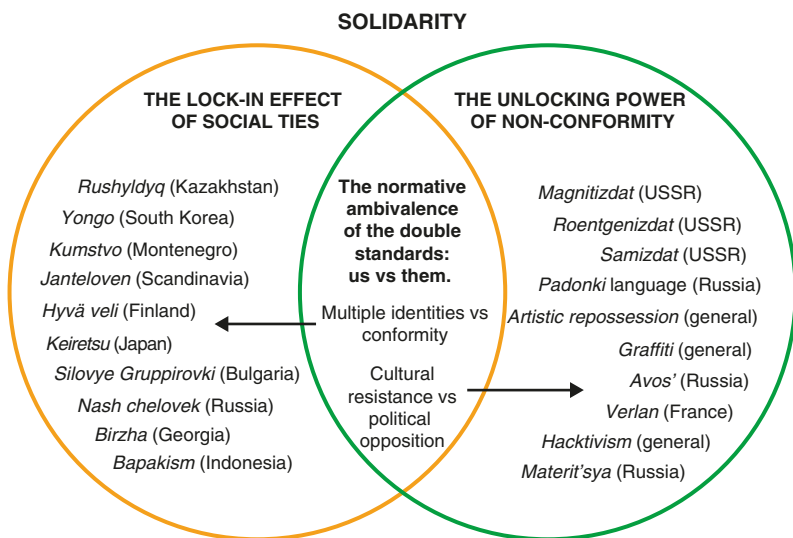 SOLIDARITY
THE LOCK-IN EFFECT
OF SOCIAL TIES
Rushyldyq (Kazakhstan)
Yongo (South Korea)
Kumstvo (Montenegro)
Janteloven (Scandinavia)
Hyvä veli (Finland)
Keiretsu (Japan)
Silovye Gruppirovki (Bulgaria)
Nash chelovek (Russia)
Birzha (Georgia)
Bapakism (Indonesia)
The normative
ambivalence
of the double
standards:
us vs them.
Multiple identities vs
conformity
Cultural
resistance vs
political
opposition
THE UNLOCKING POWER
OF NON-CONFORMITY
Magnitizdat (USSR)
Roentgenizdat (USSR)
Samizdat (USSR)
Padonki language (Russia)
Artistic repossession (general)
Graffiti (general)
Avos' (Russia)
Verlan (France)
Hacktivism (general)
Materit'sya (Russia)